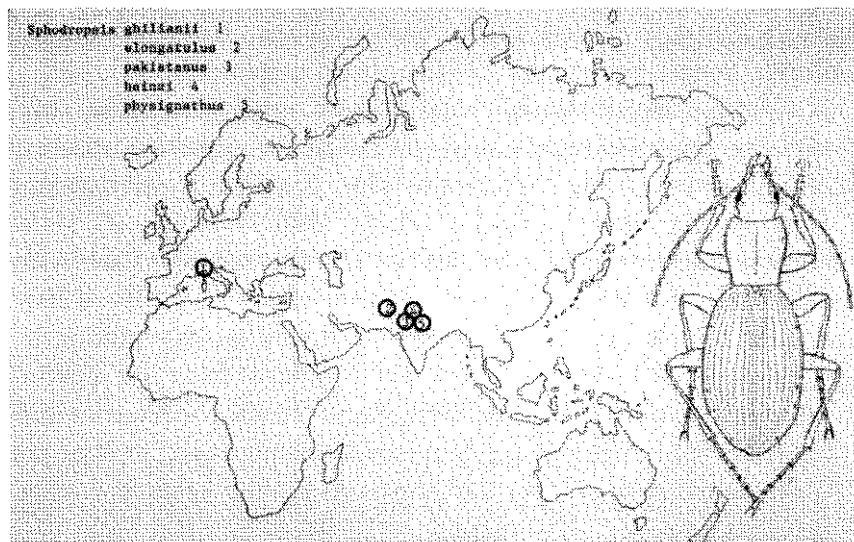 Sphodropsis ghilianii 1
elongatulus 2
pakistanus 3
heinzi 4
physignathus 5